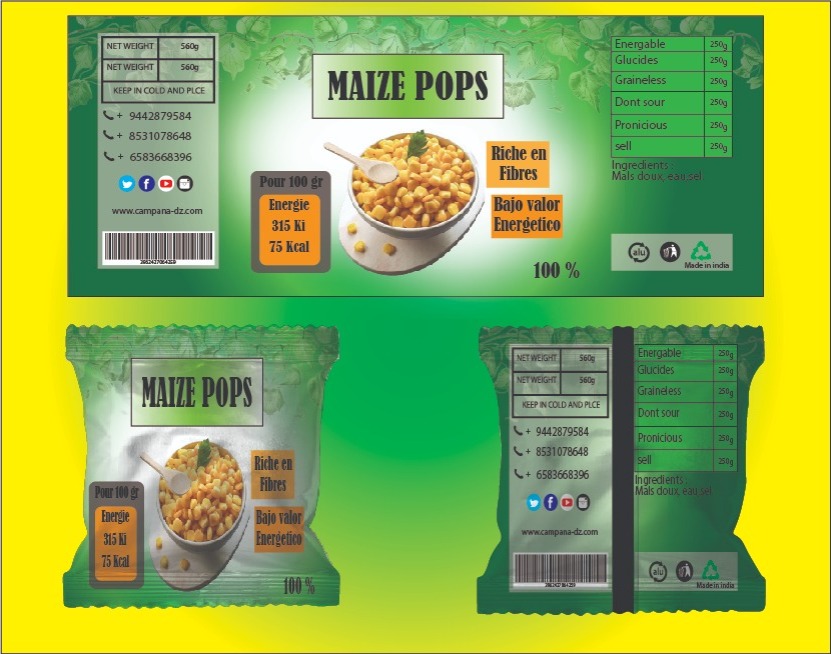 NET WEIGHT 560g
NET WEIGHT 560g
KEEP IN COLD AND PLCE
+ 9442879584
+ 8531078648
+ 6583668396
www.campana-dz.com
MAIZE POPS
Pour 100 gr
Energie
315 Ki
75 Kcal
Riche en
Fibres
Bajo valor
Energetico
100 %
Energable 250g
Glucides 250g
Graineless 250g
Dont sour 250g
Pronicious 250g
sell 250g
Ingredients :
Mals doux, eau,sel
alu
Made in india
MAIZE POPS
Pour 100 gr
Energie
315 Ki
75 Kcal
Riche en
Fibres
Bajo valor
Energetico
100 %
NET WEIGHT 560g
NET WEIGHT 560g
KEEP IN COLD AND PLCE
+ 9442879584
+ 8531078648
+ 6583668396
www.campana-dz.com
Energable 250g
Glucides 250g
Graineless 250g
Dont sour 250g
Pronicious 250g
sell 250g
Ingredients :
Mals doux, eau,sel
alu
Made in india